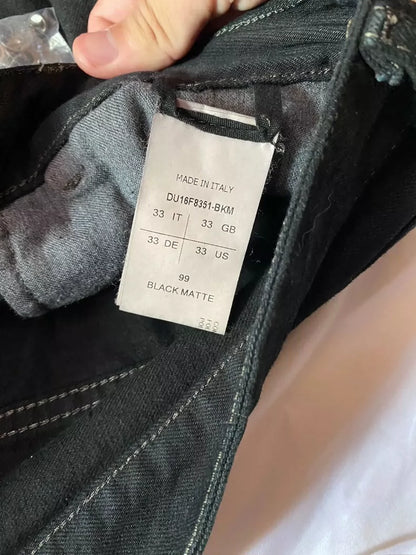 MADE IN ITALY
DU16F8351-BKM
33 IT 33 GB
33 DE 33 US
99
BLACK MATTE